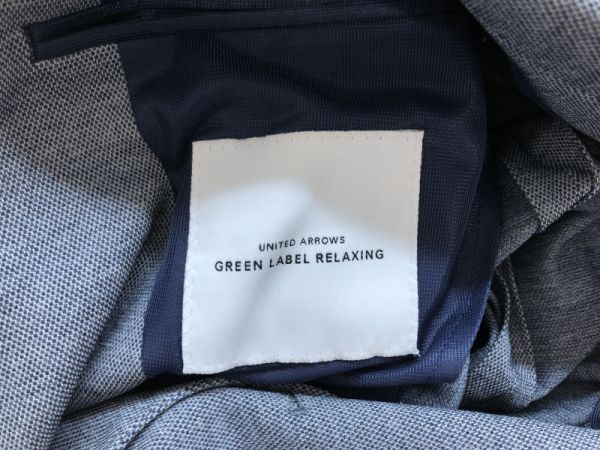 UNITED ARROWS
GREEN LABEL RELAXING